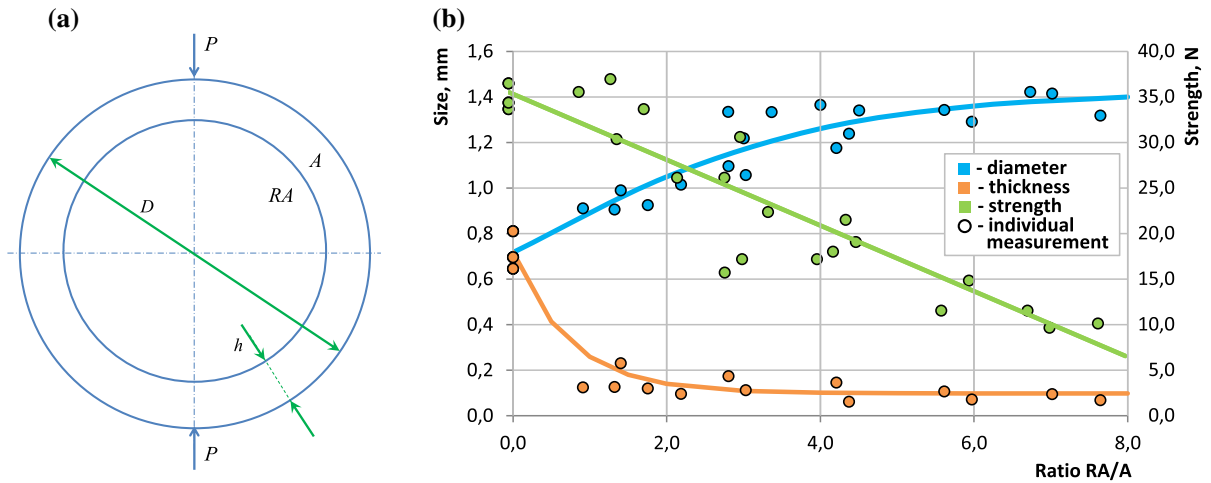 (a)
P
A
RA
D
h
P
(b)
Size, mm
1,6
1,4
1,2
1,0
0,8
0,6
0,4
0,2
0,0
0,0
2,0
4,0
6,0
8,0
Ratio RA/A
40,0
35,0
30,0
25,0
20,0
15,0
10,0
5,0
0,0
Strength, N
- diameter
- thickness
- strength
- individual
measurement